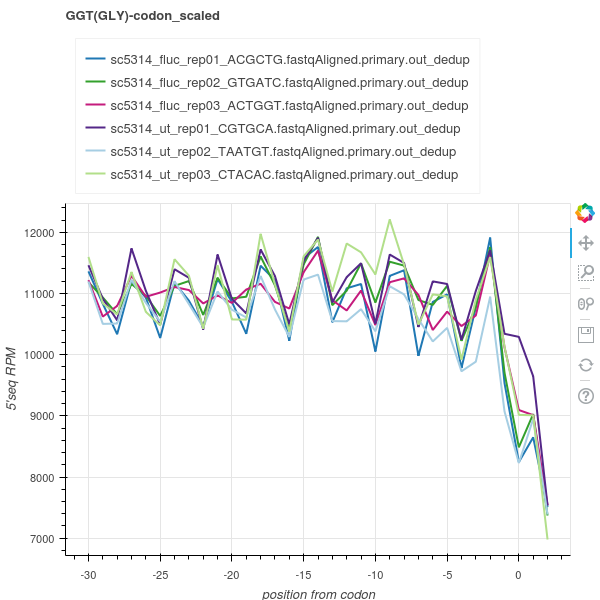 GGT(GLY)-codon_scaled
sc5314_fluc_rep01_ACGCTG.fastqAligned.primary.out_dedup
sc5314_fluc_rep02_GTGATC.fastqAligned.primary.out_dedup
sc5314_fluc_rep03_ACTGGT.fastqAligned.primary.out_dedup
sc5314_ut_rep01_CGTGCA.fastqAligned.primary.out_dedup
sc5314_ut_rep02_TAATGT.fastqAligned.primary.out_dedup
sc5314_ut_rep03_CTACAC.fastqAligned.primary.out_dedup
12000
11000
10000
9000
8000
7000
5'seq RPM
-30 -25 -20 -15 -10 -5 0
position from codon